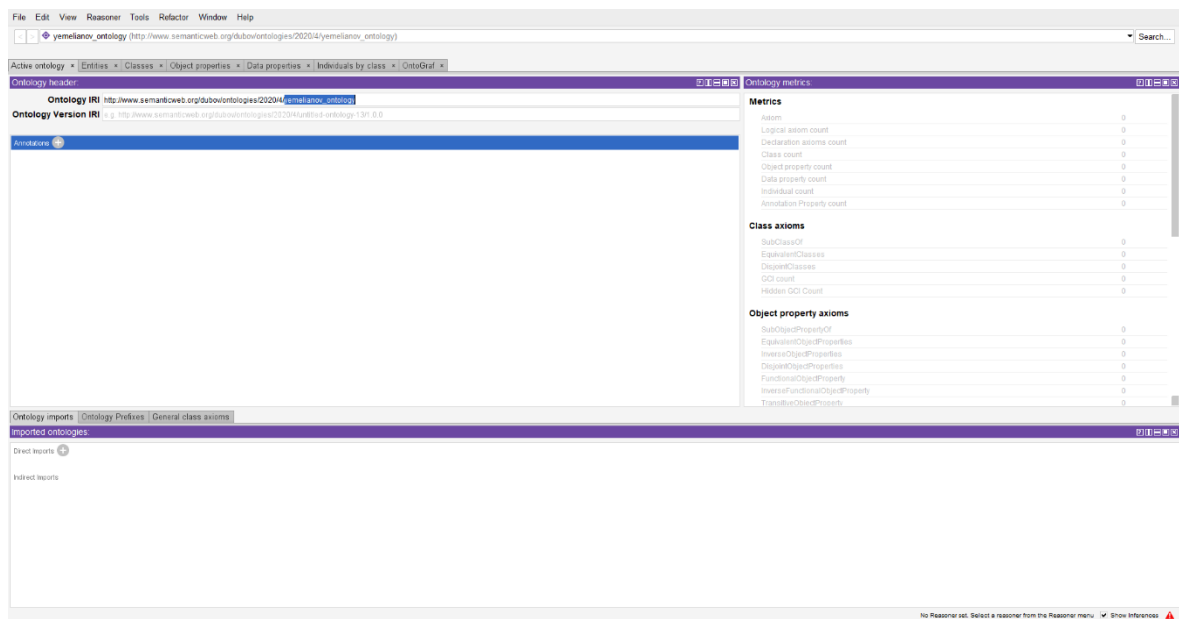 File Edit View Reasoner Tools Refactor Window Help
< > yemelianov_ontology (http://www.semanticweb.org/dubov/ontologies/2020/4/yemelianov_ontology) Search...
Active ontology × Entities × Classes × Object properties × Data properties × Individuals by class × OntoGraf ×
Ontology header:
Ontology IRI http://www.semanticweb.org/dubov/ontologies/2020/4/yemelianov_ontology
Ontology Version IRI e.g. http://www.semanticweb.org/dubov/ontologies/2020/4/untitled-ontology-13/1.0.0
Annotations
Ontology metrics:
Metrics
Axiom 0
Logical axiom count 0
Declaration axioms count 0
Class count 0
Object property count 0
Data property count 0
Individual count 0
Annotation Property count 0
Class axioms
SubClassOf 0
EquivalentClasses 0
DisjointClasses 0
GCI count 0
Hidden GCI Count 0
Object property axioms
SubObjectPropertyOf 0
EquivalentObjectProperties 0
InverseObjectProperties 0
DisjointObjectProperties 0
FunctionalObjectProperty 0
InverseFunctionalObjectProperty 0
TransitiveObjectProperty 0
Ontology imports Ontology Prefixes General class axioms
Imported ontologies:
Direct Imports
Indirect Imports
No Reasoner set. Select a reasoner from the Reasoner menu Show Inferences